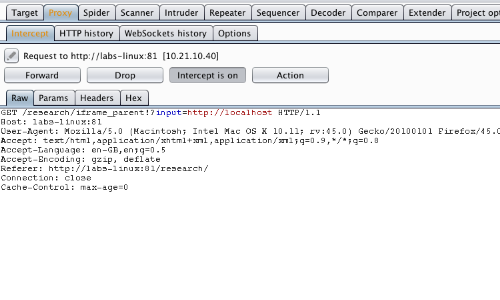 Target Proxy Spider Scanner Intruder Repeater Sequencer Decoder Comparer Extender Project opt
Intercept HTTP history WebSockets history Options
Request to http://labs-linux:81 [10.21.10.40]
Forward Drop Intercept is on Action
Raw Params Headers Hex
GET /research/iframe_parent!?input=http://localhost HTTP/1.1
Host: labs-linux:81
User-Agent: Mozilla/5.0 (Macintosh; Intel Mac OS X 10.11; rv:45.0) Gecko/20100101 Firefox/45.0
Accept: text/html,application/xhtml+xml,application/xml;q=0.9,*/*;q=0.8
Accept-Language: en-GB,en;q=0.5
Accept-Encoding: gzip, deflate
Referer: http://labs-linux:81/research/
Connection: close
Cache-Control: max-age=0